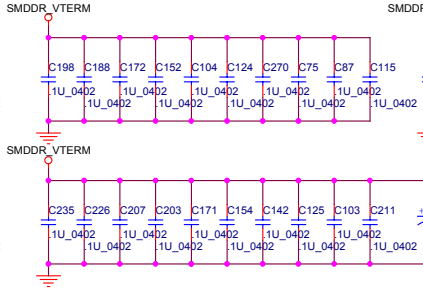 SMDDR_VTERM SMDDR
C198 C188 C172 C152 C104 C124 C270 C75 C87 C115
.1U_0402 .1U_0402 .1U_0402 .1U_0402 .1U_0402
.1U_0402 .1U_0402 .1U_0402 .1U_0402 .1U_0402
SMDDR_VTERM
C235 C226 C207 C203 C171 C154 C142 C125 C103 C211
.1U_0402 .1U_0402 .1U_0402 .1U_0402 .1U_0402
.1U_0402 .1U_0402 .1U_0402 .1U_0402 .1U_0402